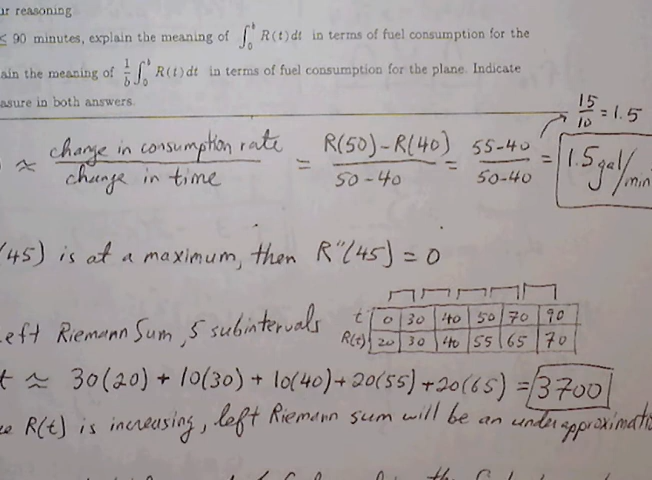 ur reasoning
≤ 90 minutes, explain the meaning of ∫₀ᵇ R(t)dt in terms of fuel consumption for the
ain the meaning of 1/b ∫₀ᵇ R(t)dt in terms of fuel consumption for the plane. Indicate
asure in both answers.
15/10 = 1.5
≈ change in consumption rate / change in time = R(50)-R(40) / 50-40 = 55-40 / 50-40 = 1.5 gal/min
(45) is at a maximum, then R''(45) = 0
eft Riemann Sum, 5 subintervals
t 0 30 40 50 70 90
R(t) 20 30 40 55 65 70
t ≈ 30(20) + 10(30) + 10(40) + 20(55) + 20(65) = 3700
e R(t) is increasing, left Riemann sum will be an underapproximati